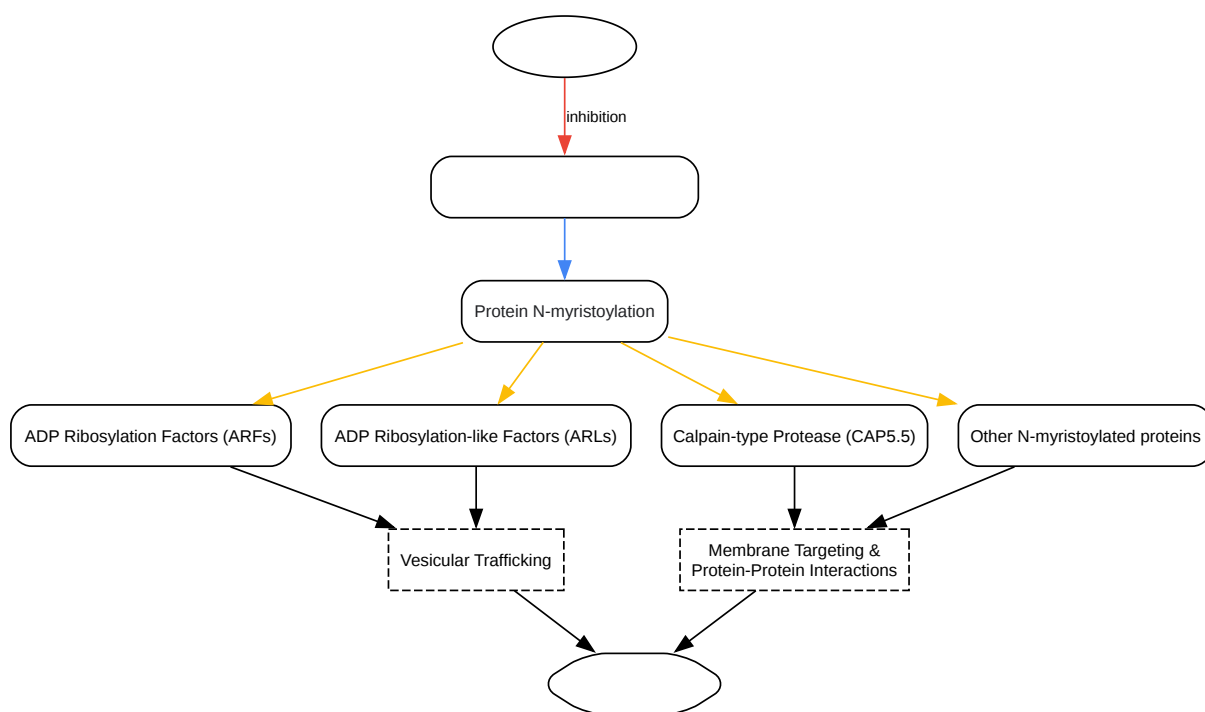 inhibition
Protein N-myristoylation
ADP Ribosylation Factors (ARFs)
ADP Ribosylation-like Factors (ARLs)
Calpain-type Protease (CAP5.5)
Other N-myristoylated proteins
Vesicular Trafficking
Membrane Targeting &
Protein-Protein Interactions